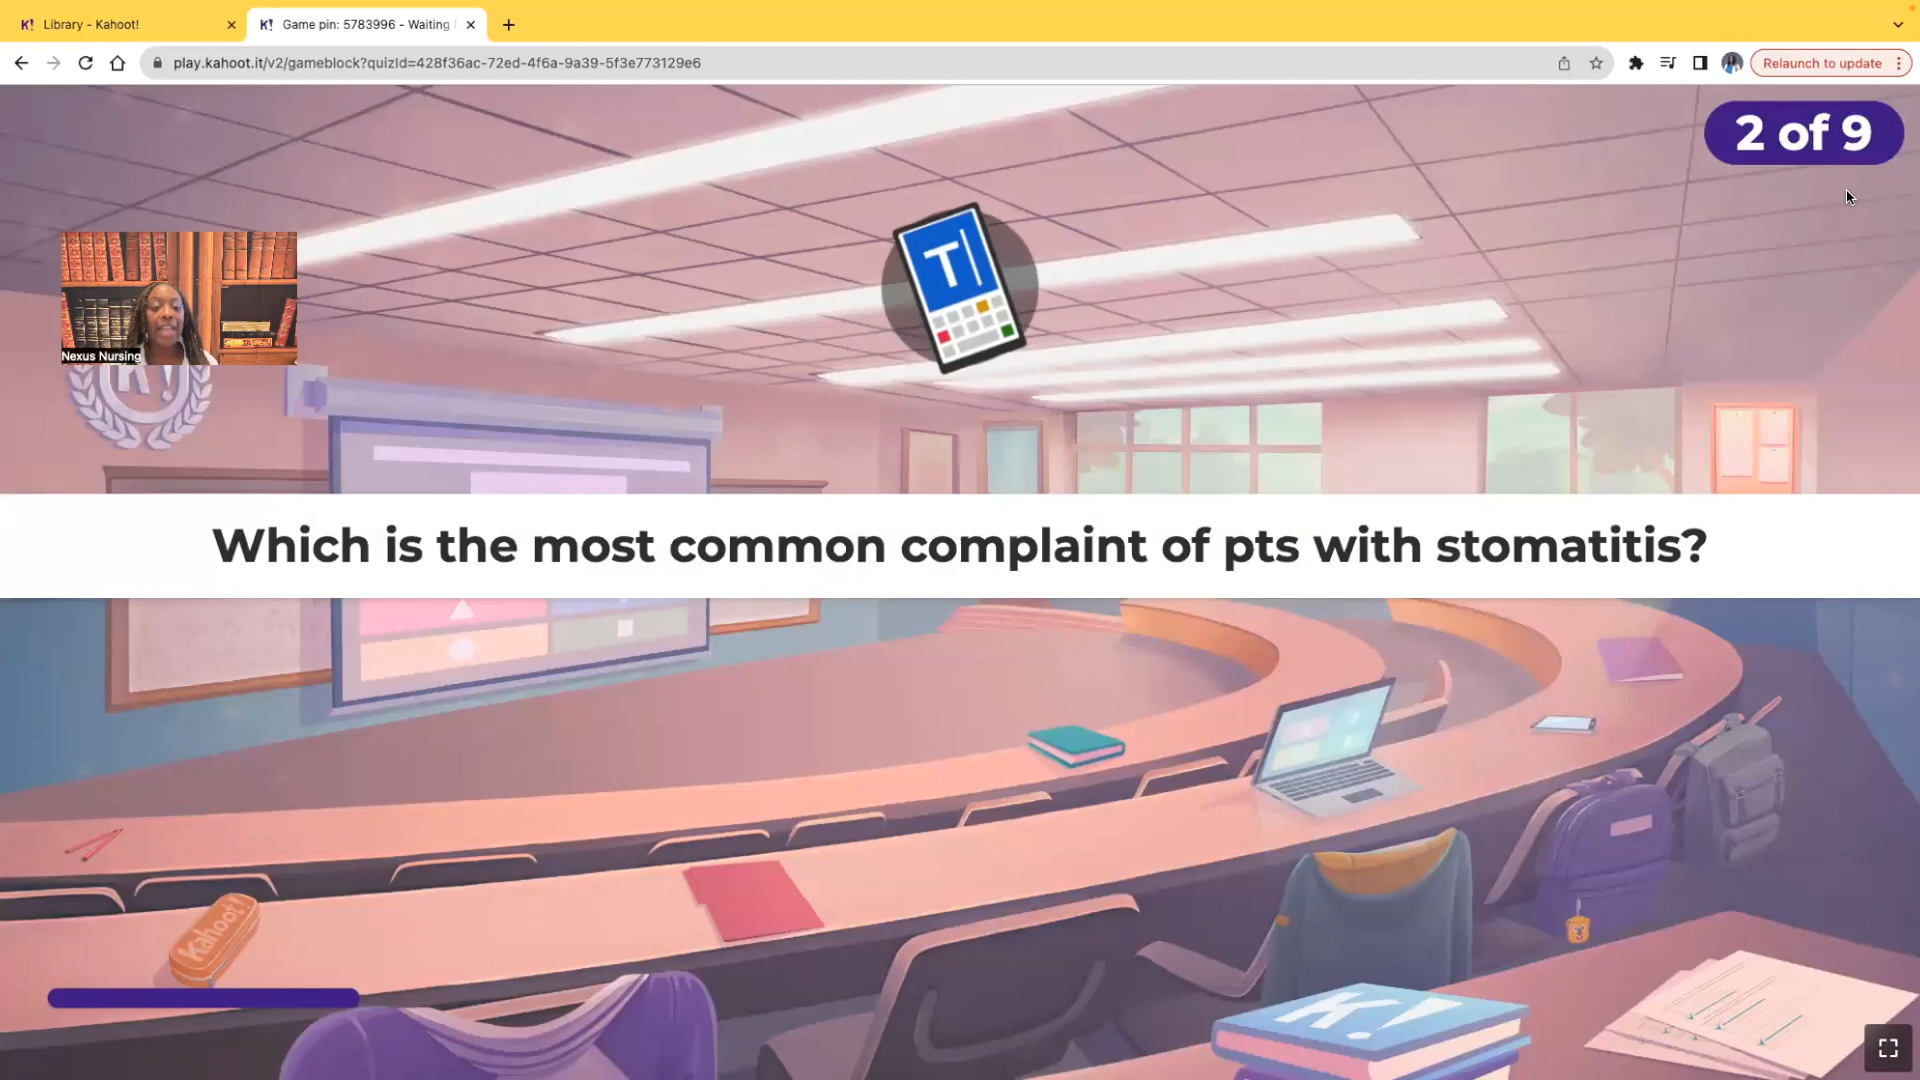 Library - Kahoot!
Game pin: 5783996 - Waiting
play.kahoot.it/v2/gameblock?quizId=428f36ac-72ed-4f6a-9a39-5f3e773129e6
Relaunch to update
2 of 9
T
Nexus Nursing
K!
Which is the most common complaint of pts with stomatitis?
Kahoot!
K!